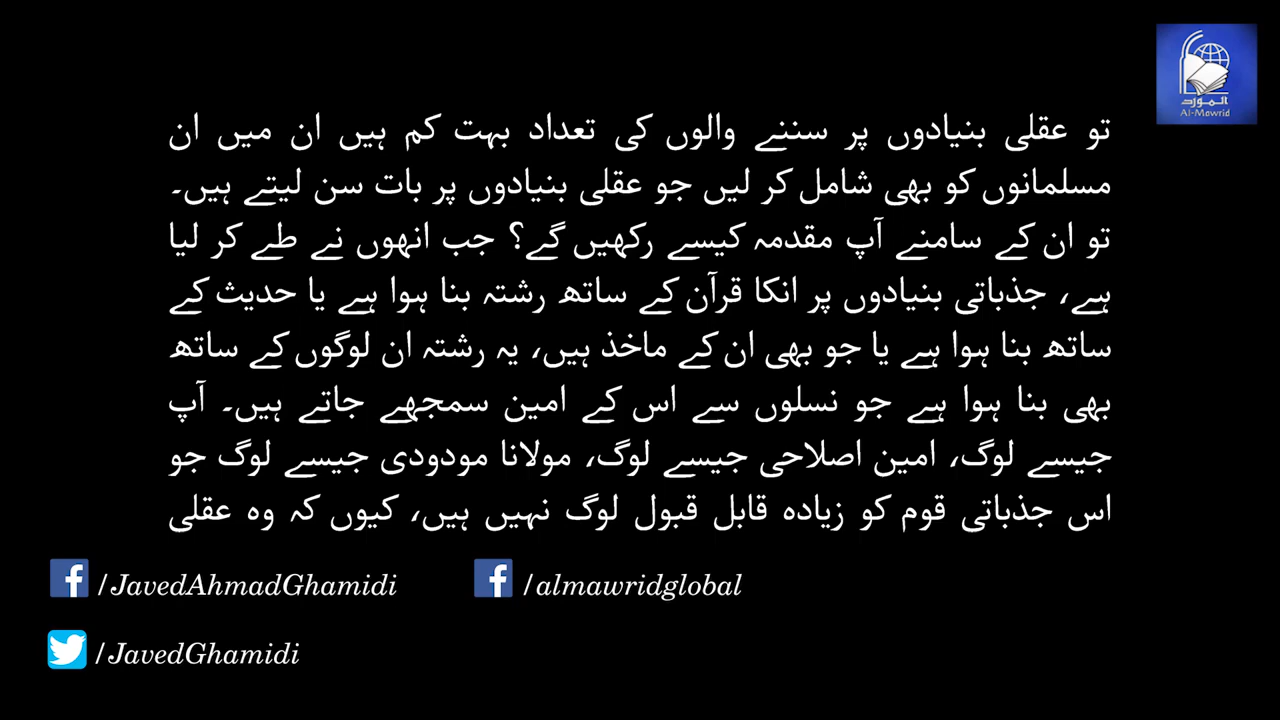 المورد
Al-Mawrid
تو عقلی بنیادوں پر سننے والوں کی تعداد بہت کم ہیں ان میں ان
مسلمانوں کو بھی شامل کر لیں جو عقلی بنیادوں پر بات سن لیتے ہیں۔
تو ان کے سامنے آپ مقدمہ کیسے رکھیں گے؟ جب انھوں نے طے کر لیا
ہے، جذباتی بنیادوں پر انکا قرآن کے ساتھ رشتہ بنا ہوا ہے یا حدیث کے
ساتھ بنا ہوا ہے یا جو بھی ان کے ماخذ ہیں، یہ رشتہ ان لوگوں کے ساتھ
بھی بنا ہوا ہے جو نسلوں سے اس کے امین سمجھے جاتے ہیں۔ آپ
جیسے لوگ، امین اصلاحی جیسے لوگ، مولانا مودودی جیسے لوگ جو
اس جذباتی قوم کو زیادہ قابل قبول لوگ نہیں ہیں، کیوں کہ وہ عقلی
/JavedAhmadGhamidi
/almawridglobal
/JavedGhamidi